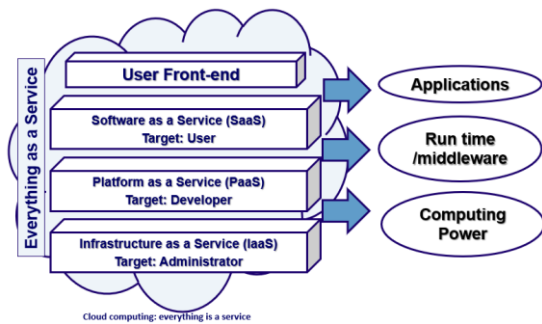 Everything as a Service
User Front-end
Software as a Service (SaaS)
Target: User
Platform as a Service (PaaS)
Target: Developer
Infrastructure as a Service (IaaS)
Target: Administrator
Applications
Run time
/middleware
Computing
Power
Cloud computing: everything is a service